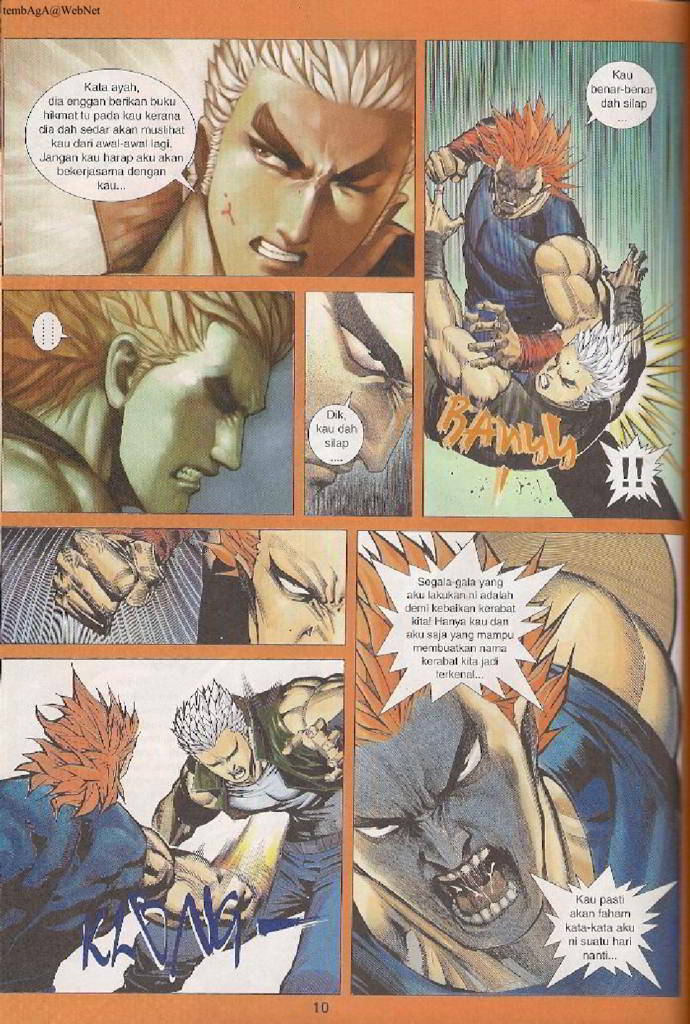 tembAgA@WebNet
Kata ayah,
dia enggan berikan buku
hikmat tu pada kau kerana
dia dah sedar akan muslihat
kau dari awal-awal lagi.
Jangan kau harap aku akan
bekerjasama dengan
kau...
Kau
benar-benar
dah silap
...
!!
Dik,
kau dah
silap
....
Segala-gala yang
aku lakukan ni adalah
demi kebaikan kerabat
kita! Hanya kau dan
aku saja yang mampu
membuatkan nama
kerabat kita jadi
terkenal...
Kau pasti
akan faham
kata-kata aku
ni suatu hari
nanti...
10